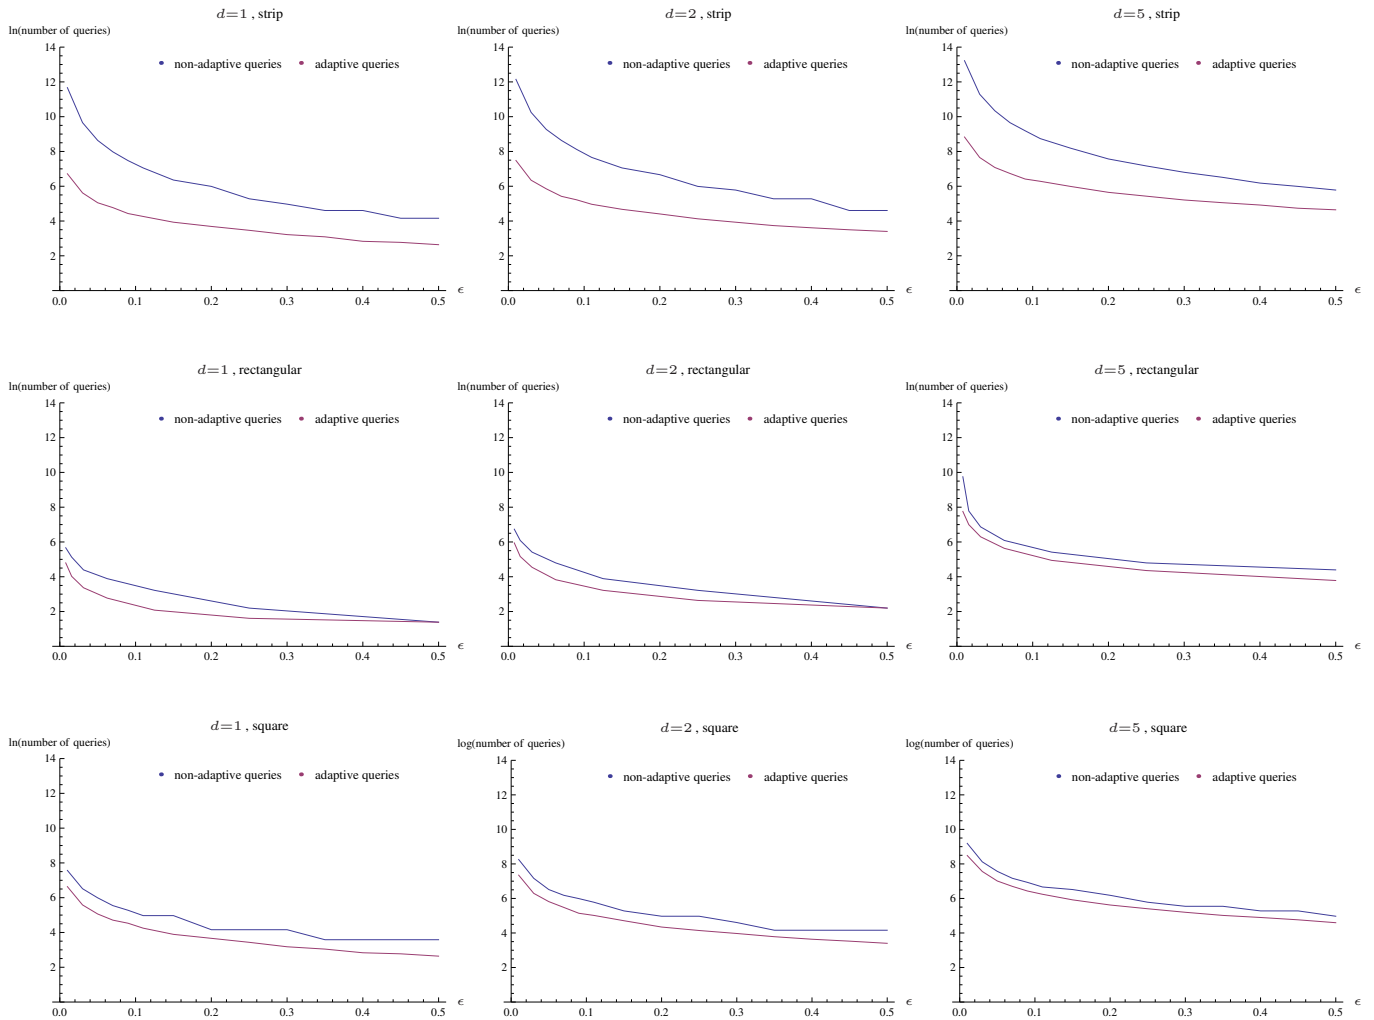 d=1 , strip
ln(number of queries)
non-adaptive queries adaptive queries
14
12
10
8
6
4
2
0.0 0.1 0.2 0.3 0.4 0.5 ϵ
d=2 , strip
ln(number of queries)
non-adaptive queries adaptive queries
14
12
10
8
6
4
2
0.0 0.1 0.2 0.3 0.4 0.5 ϵ
d=5 , strip
ln(number of queries)
non-adaptive queries adaptive queries
14
12
10
8
6
4
2
0.0 0.1 0.2 0.3 0.4 0.5 ϵ
d=1 , rectangular
ln(number of queries)
non-adaptive queries adaptive queries
14
12
10
8
6
4
2
0.0 0.1 0.2 0.3 0.4 0.5 ϵ
d=2 , rectangular
ln(number of queries)
non-adaptive queries adaptive queries
14
12
10
8
6
4
2
0.0 0.1 0.2 0.3 0.4 0.5 ϵ
d=5 , rectangular
ln(number of queries)
non-adaptive queries adaptive queries
14
12
10
8
6
4
2
0.0 0.1 0.2 0.3 0.4 0.5 ϵ
d=1 , square
ln(number of queries)
non-adaptive queries adaptive queries
14
12
10
8
6
4
2
0.0 0.1 0.2 0.3 0.4 0.5 ϵ
d=2 , square
log(number of queries)
non-adaptive queries adaptive queries
14
12
10
8
6
4
2
0.0 0.1 0.2 0.3 0.4 0.5 ϵ
d=5 , square
log(number of queries)
non-adaptive queries adaptive queries
14
12
10
8
6
4
2
0.0 0.1 0.2 0.3 0.4 0.5 ϵ